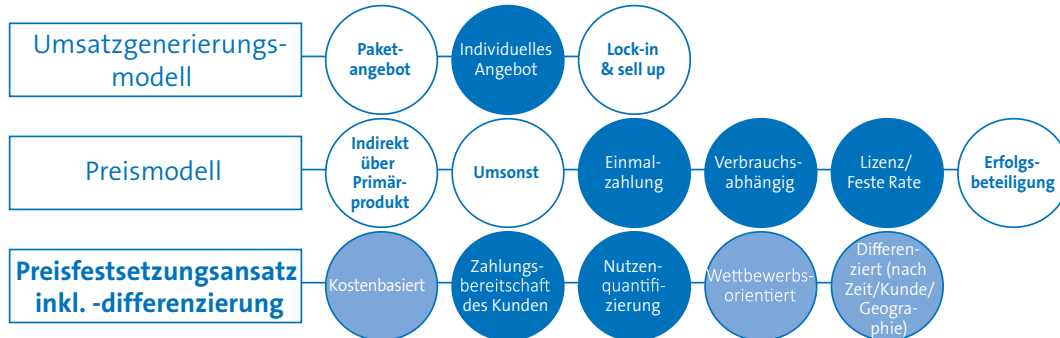 Umsatzgenerierungs-
modell
Paket-
angebot
Individuelles
Angebot
Lock-in
& sell up
Preismodell
Indirekt
über
Primär-
produkt
Umsonst
Einmal-
zahlung
Verbrauchs-
abhängig
Lizenz/
Feste Rate
Erfolgs-
beteiligung
Preisfestsetzungsansatz
inkl. -differenzierung
Kostenbasiert
Zahlungs-
bereitschaft
des Kunden
Nutzen-
quantifi-
zierung
Wettbewerbs-
orientiert
Differen-
ziert (nach
Zeit/Kunde/
Geogra-
phie)